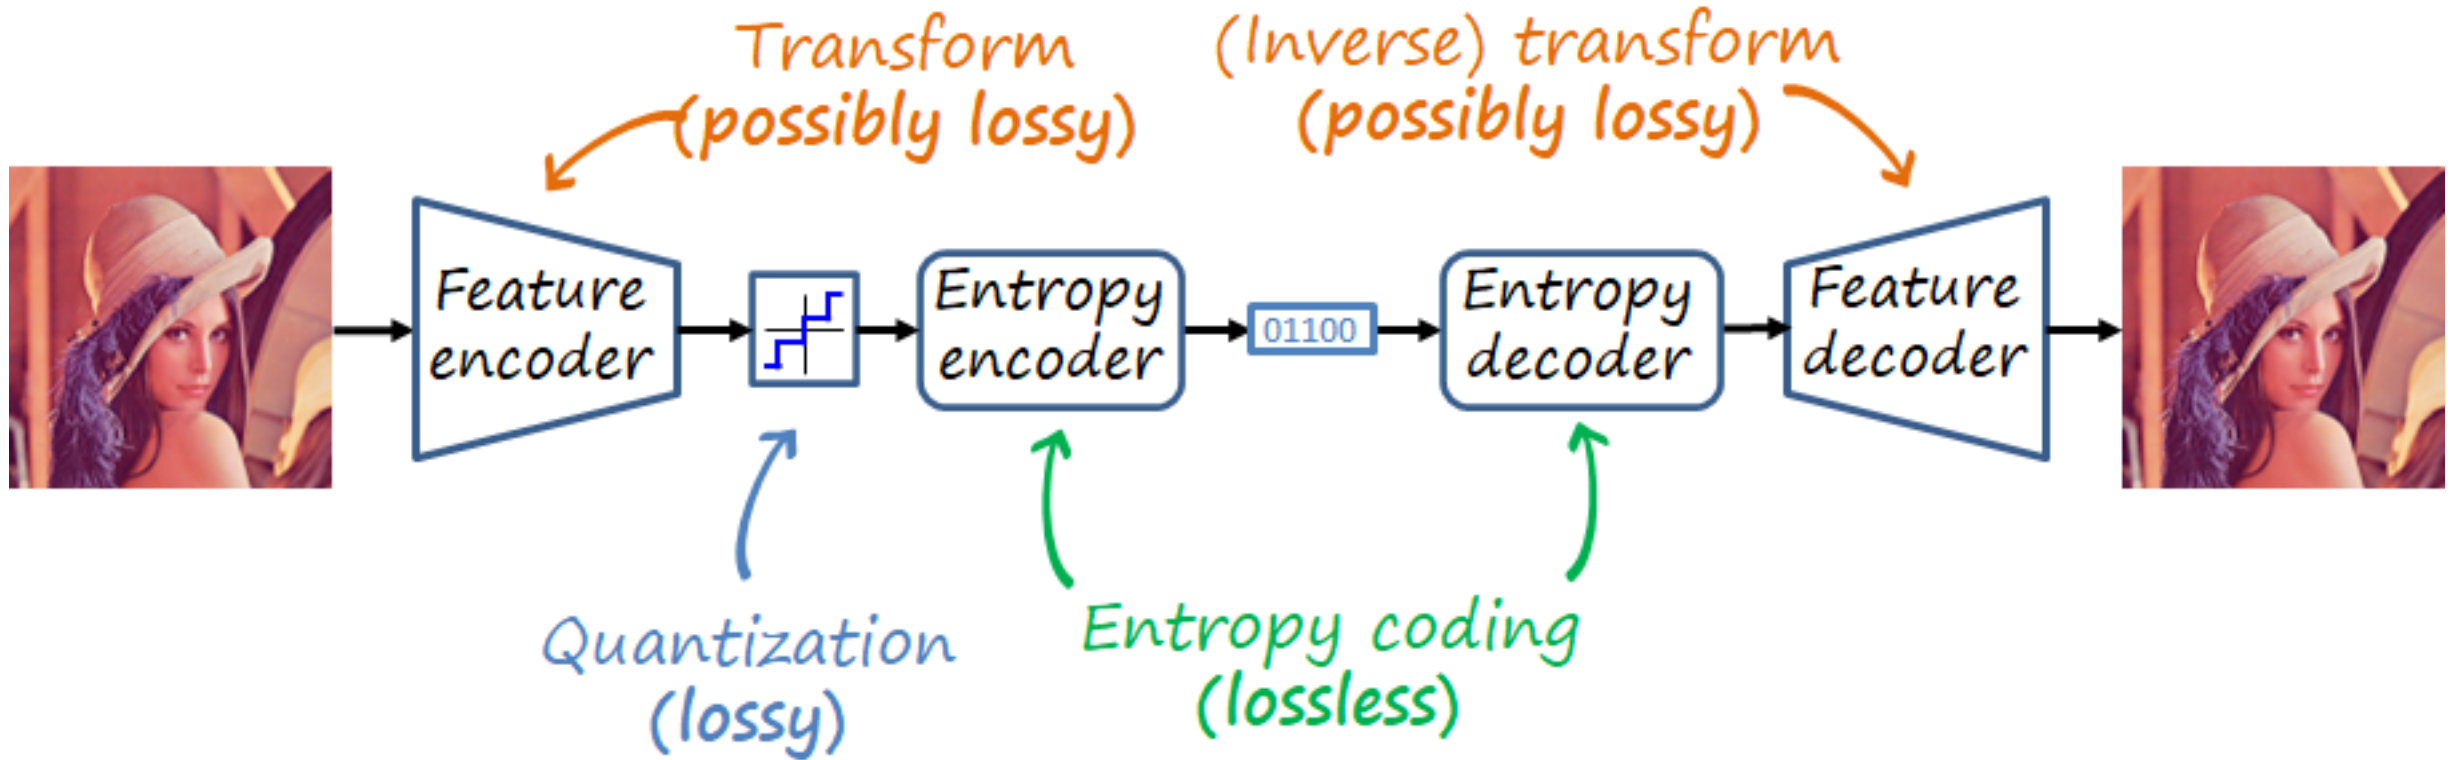 Transform
(possibly lossy)
(Inverse) transform
(possibly lossy)
Feature
encoder
Entropy
encoder
01100
Entropy
decoder
Feature
decoder
Quantization
(lossy)
Entropy coding
(lossless)